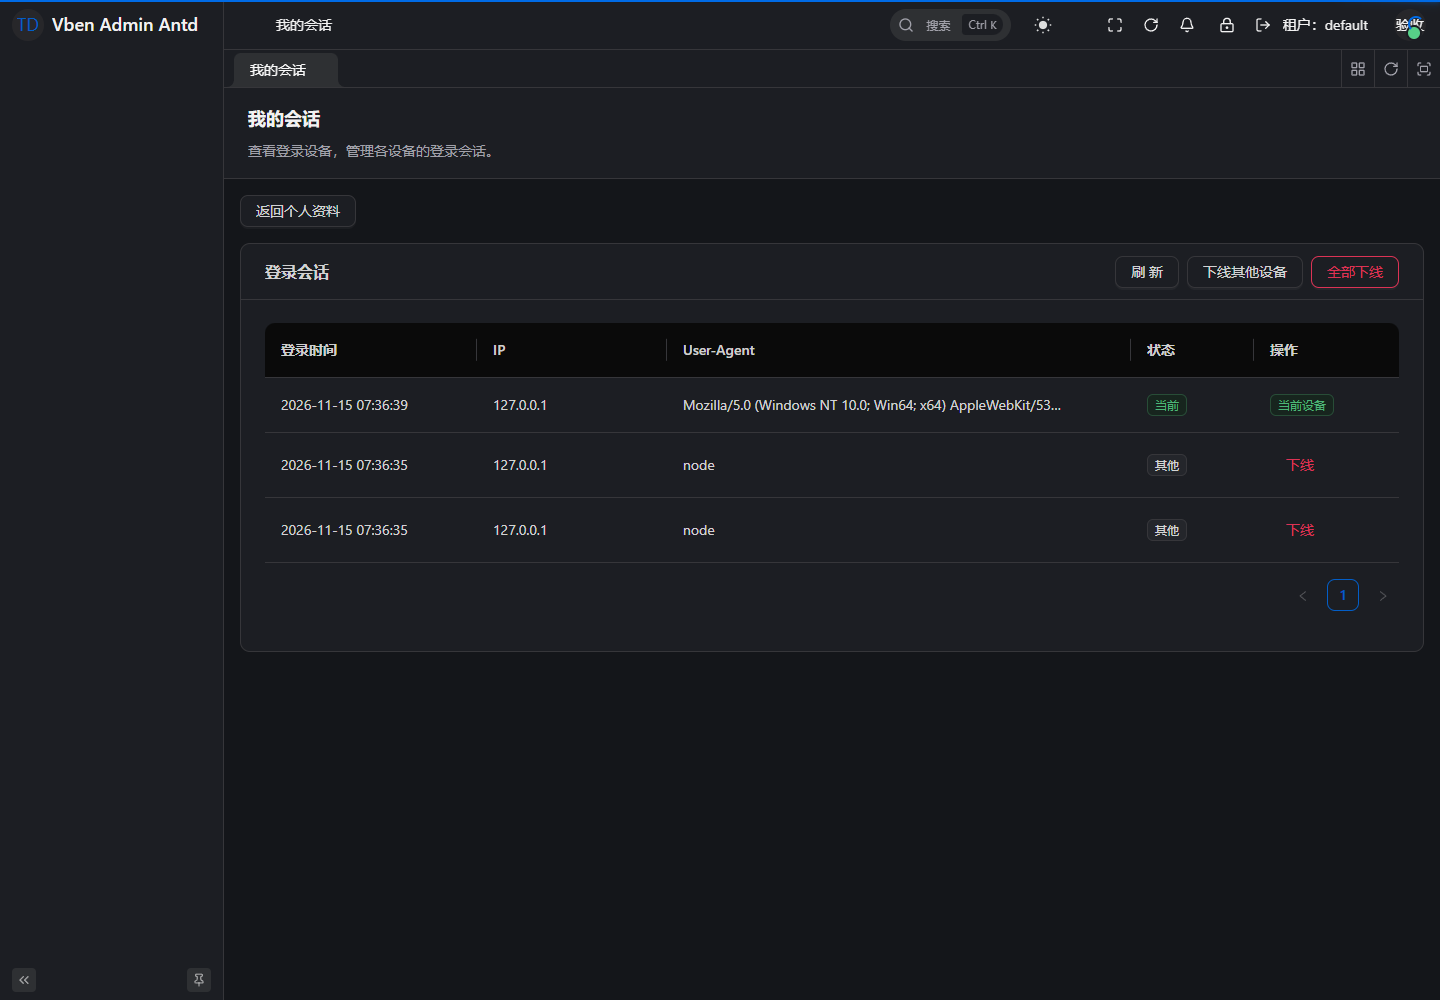 TD Vben Admin Antd
我的会话
搜索 Ctrl K
租户：default
验收
我的会话
我的会话
查看登录设备，管理各设备的登录会话。
返回个人资料
登录会话
刷 新 下线其他设备 全部下线
登录时间 IP User-Agent 状态 操作
2026-11-15 07:36:39 127.0.0.1 Mozilla/5.0 (Windows NT 10.0; Win64; x64) AppleWebKit/53... 当前 当前设备
2026-11-15 07:36:35 127.0.0.1 node 其他 下线
2026-11-15 07:36:35 127.0.0.1 node 其他 下线
1